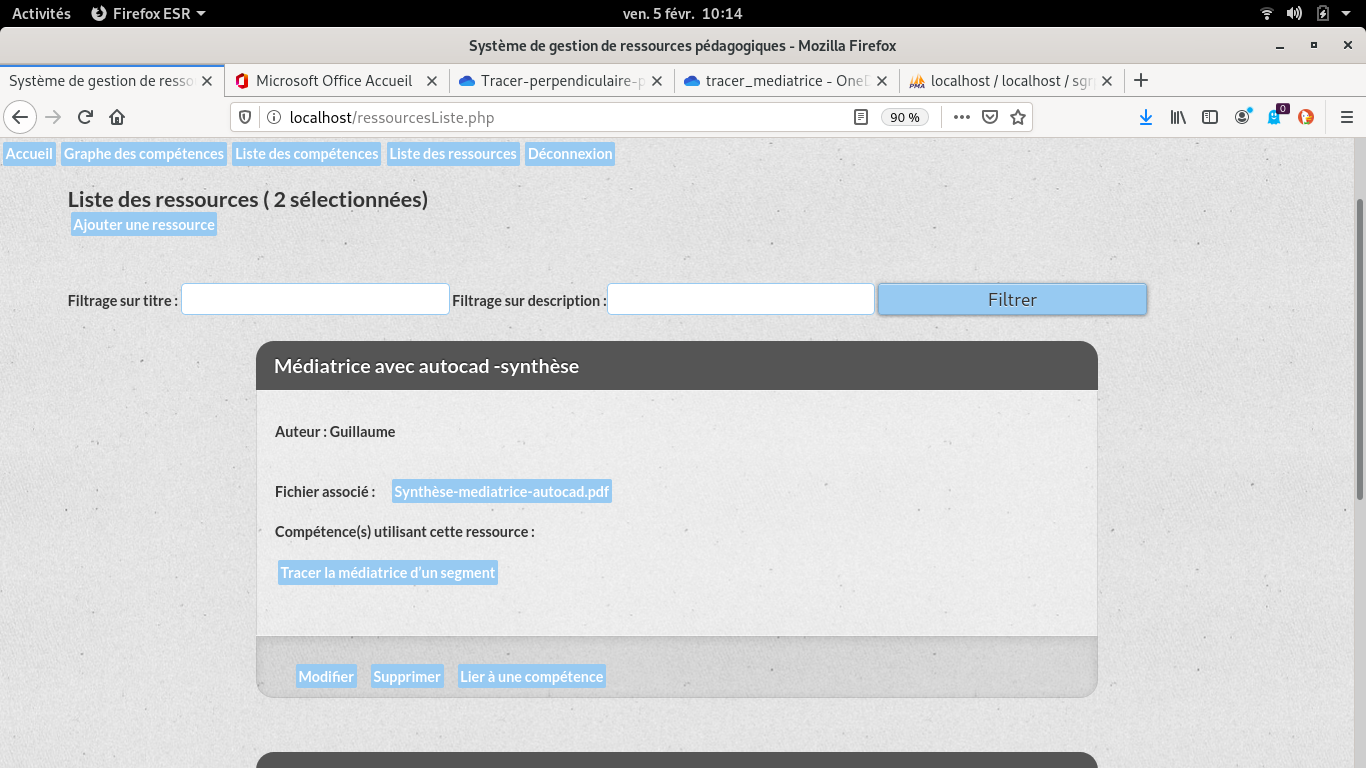 Activités Firefox ESR ven. 5 févr. 10:14
Système de gestion de ressources pédagogiques - Mozilla Firefox
Système de gestion de resso Microsoft Office Accueil Tracer-perpendiculaire-p tracer_mediatrice - OneD localhost / localhost / sgrp
localhost/ressourcesListe.php 90 % 0
Accueil Graphe des compétences Liste des compétences Liste des ressources Déconnexion
Liste des ressources ( 2 sélectionnées)
Ajouter une ressource
Filtrage sur titre : Filtrage sur description : Filtrer
Médiatrice avec autocad -synthèse
Auteur : Guillaume
Fichier associé : Synthèse-mediatrice-autocad.pdf
Compétence(s) utilisant cette ressource :
Tracer la médiatrice d'un segment
Modifier Supprimer Lier à une compétence